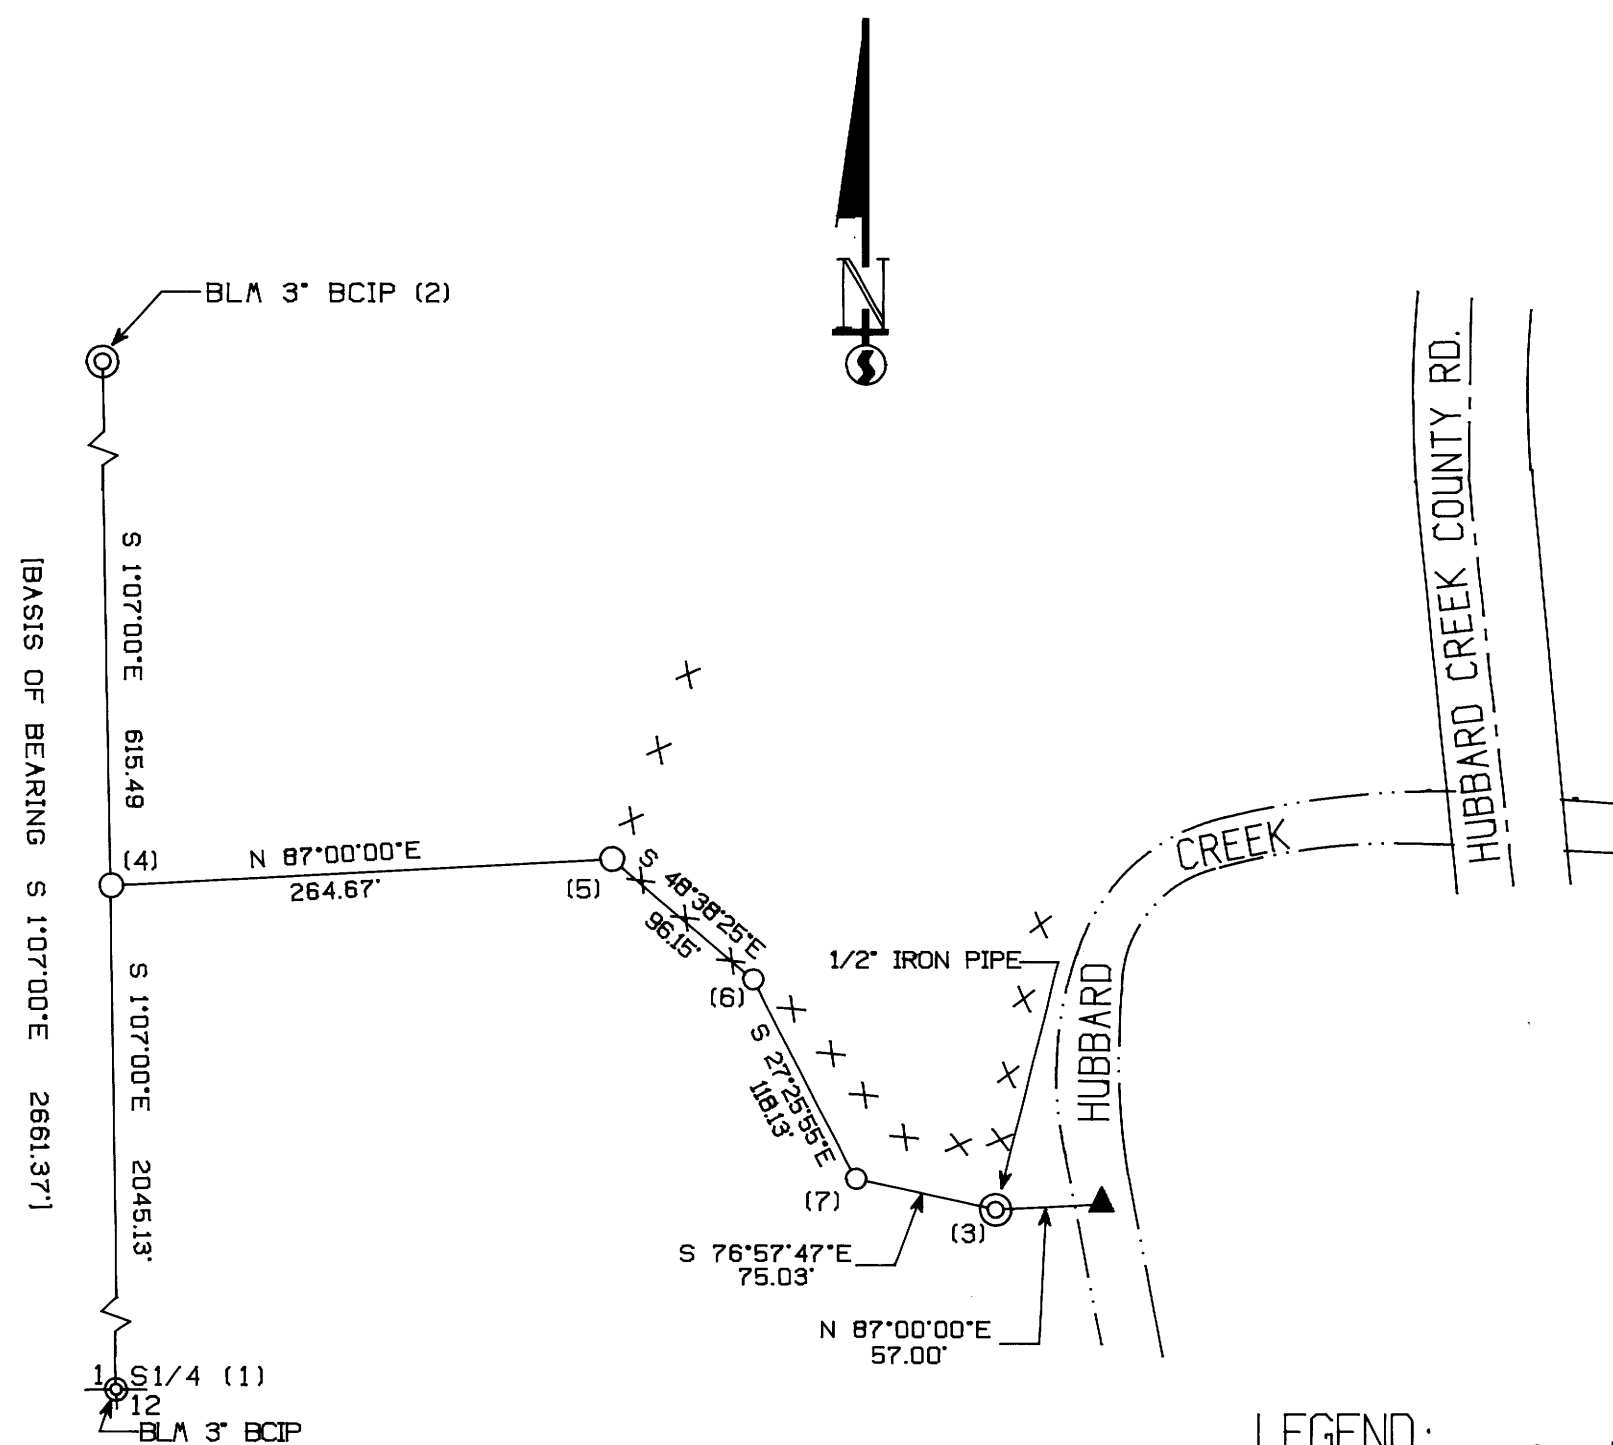 N
BLM 3" BCIP (2)
HUBBARD CREEK COUNTY RD.
S 1°07'00"E 615.49
[BASIS OF BEARING S 1°07'00"E 2661.37']
(4)
N 87°00'00"E
264.67'
(5)
S 48°38'25"E
96.15'
(6)
CREEK
1/2" IRON PIPE
HUBBARD
S 1°07'00"E 2045.13'
S 27°25'55"E
118.13'
(7)
(3)
S 76°57'47"E
75.03'
N 87°00'00"E
57.00'
1 S1/4 (1)
12
BLM 3" BCIP
LEGEND: